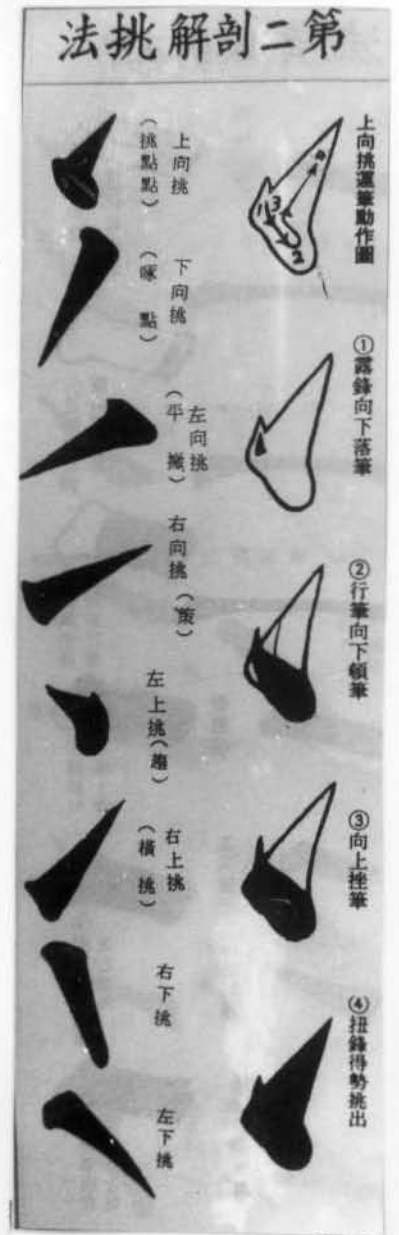 第二剖解挑法
上向挑運筆動作圖
1 3 2
①露鋒向下落筆
②行筆向下頓筆
③向上挫筆
④扭鋒得勢挑出
上向挑
（挑點點）
下向挑
（啄點）
左向挑
（平撇）
右向挑（策）
左上挑（趯）
右上挑
（橫挑）
右下挑
左下挑